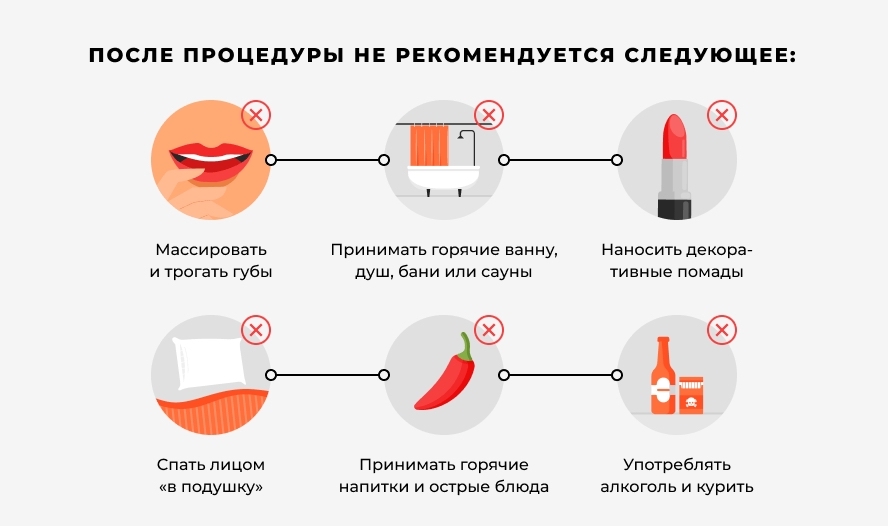 ПОСЛЕ ПРОЦЕДУРЫ НЕ РЕКОМЕНДУЕТСЯ СЛЕДУЮЩЕЕ:
Массировать
и трогать губы
Принимать горячие ванну,
душ, бани или сауны
Наносить декора-
тивные помады
Спать лицом
«в подушку»
Принимать горячие
напитки и острые блюда
Употреблять
алкоголь и курить